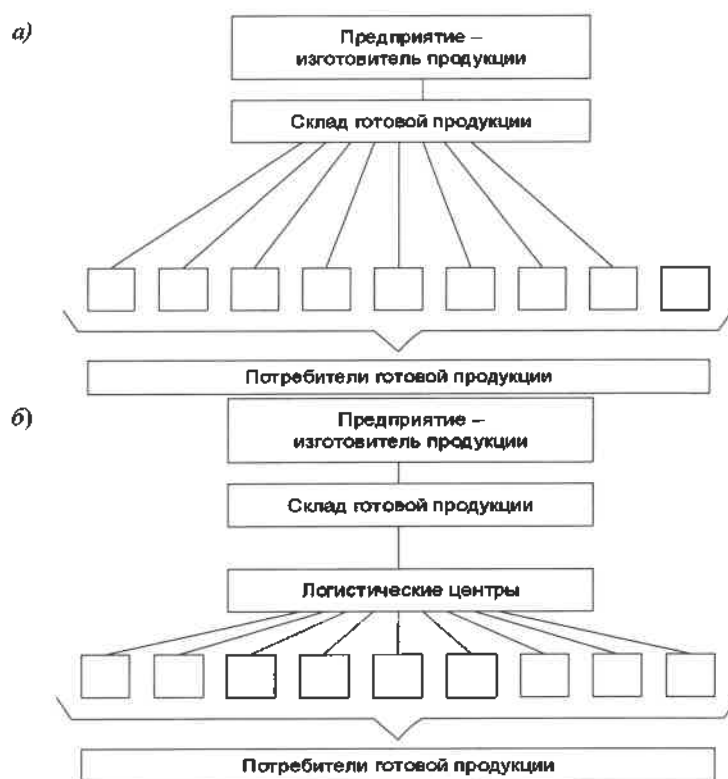 а)
Предприятие –
изготовитель продукции
Склад готовой продукции
Потребители готовой продукции
б)
Предприятие –
изготовитель продукции
Склад готовой продукции
Логистические центры
Потребители готовой продукции